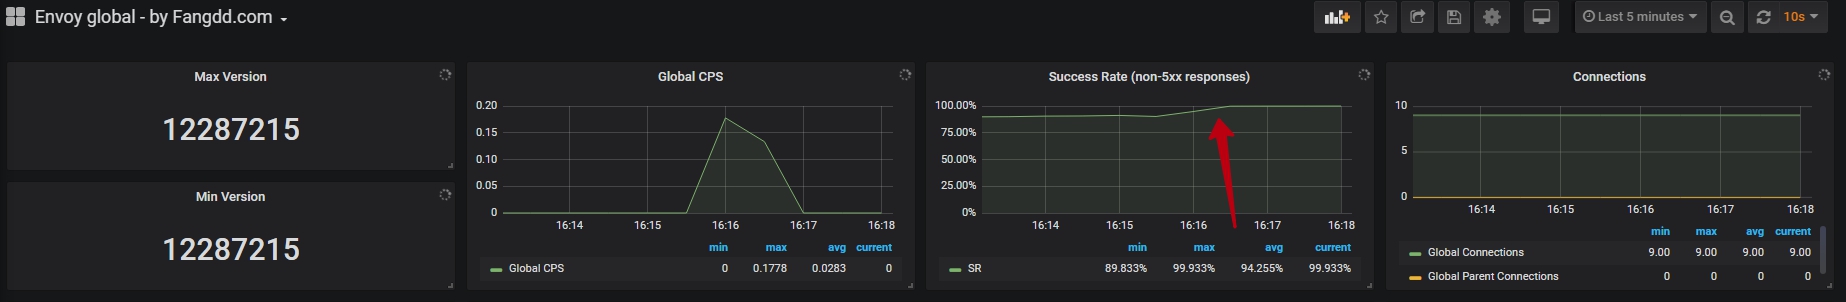 Envoy global - by Fangdd.com
Last 5 minutes
10s
Max Version
12287215
Min Version
12287215
Global CPS
0.20
0.15
0.10
0.05
0
16:14 16:15 16:16 16:17 16:18
min max avg current
Global CPS 0 0.1778 0.0283 0
Success Rate (non-5xx responses)
100.00%
75.00%
50.00%
25.00%
0%
16:14 16:15 16:16 16:17 16:18
min max avg current
SR 89.833% 99.933% 94.255% 99.933%
Connections
10
5
0
16:14 16:15 16:16 16:17 16:18
min max avg current
Global Connections 9.00 9.00 9.00 9.00
Global Parent Connections 0 0 0 0